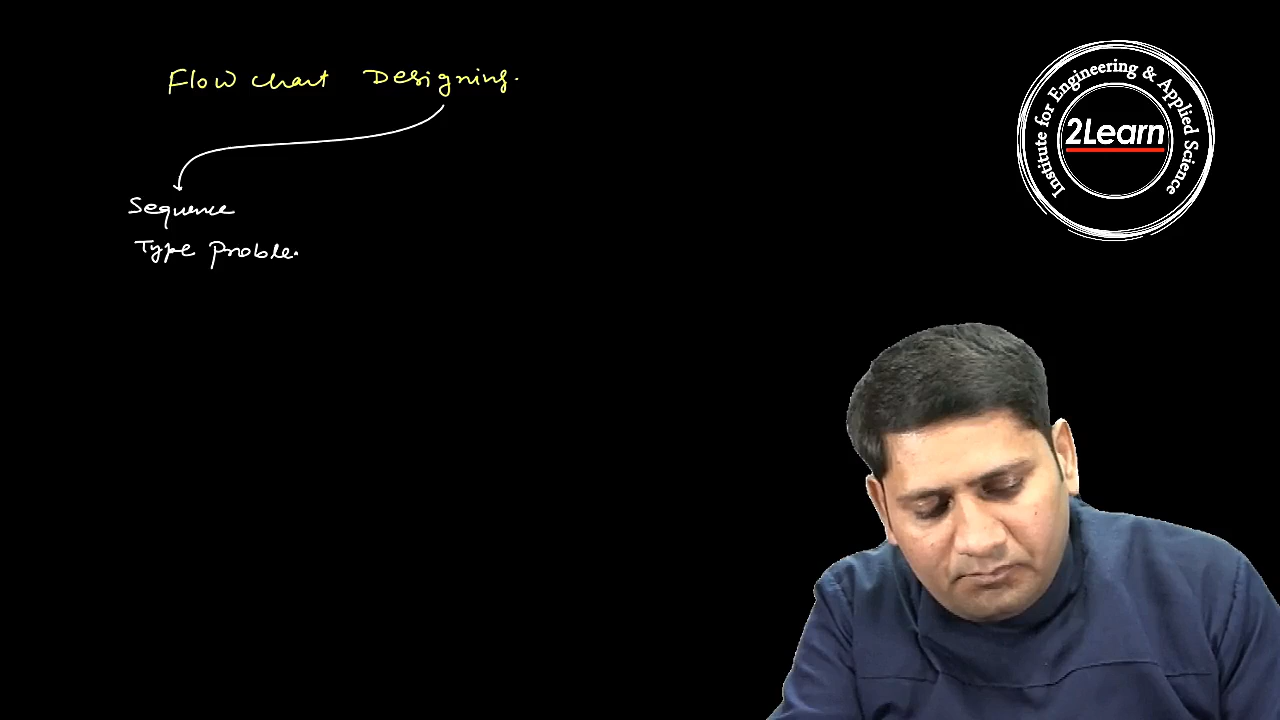 Flow chart Designing.
Sequence
Type Proble.
Institute for Engineering & Applied Science
2Learn